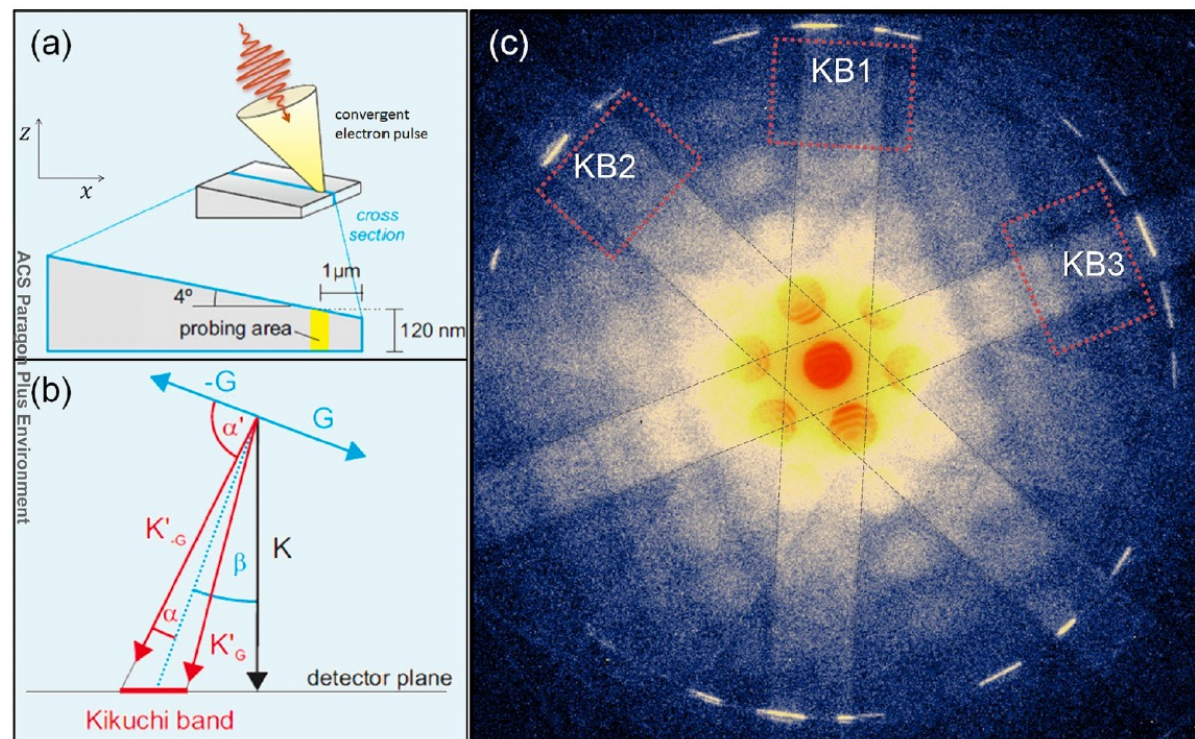 (a)
convergent
electron pulse
z
x
cross
section
1μm
4º
probing area
120 nm
ACS Paragon Plus Environment
(b)
-G
G
α'
K'-G
K
β
α
K'G
detector plane
Kikuchi band
(c)
KB1
KB2
KB3